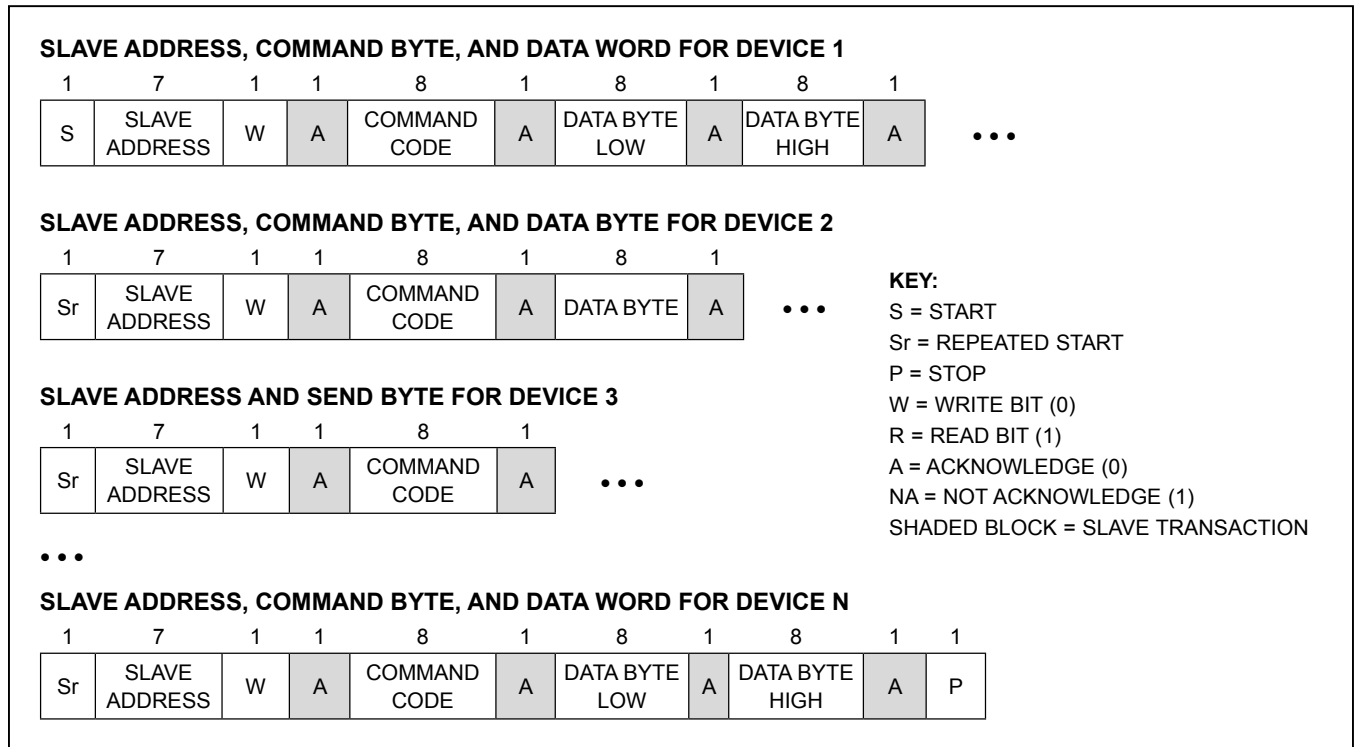 SLAVE ADDRESS, COMMAND BYTE, AND DATA WORD FOR DEVICE 1
1 7 1 1 8 1 8 1 8 1
S SLAVE ADDRESS W A COMMAND CODE A DATA BYTE LOW A DATA BYTE HIGH A •••
SLAVE ADDRESS, COMMAND BYTE, AND DATA BYTE FOR DEVICE 2
1 7 1 1 8 1 8 1
Sr SLAVE ADDRESS W A COMMAND CODE A DATA BYTE A •••
SLAVE ADDRESS AND SEND BYTE FOR DEVICE 3
1 7 1 1 8 1
Sr SLAVE ADDRESS W A COMMAND CODE A •••
•••
KEY:
S = START
Sr = REPEATED START
P = STOP
W = WRITE BIT (0)
R = READ BIT (1)
A = ACKNOWLEDGE (0)
NA = NOT ACKNOWLEDGE (1)
SHADED BLOCK = SLAVE TRANSACTION
SLAVE ADDRESS, COMMAND BYTE, AND DATA WORD FOR DEVICE N
1 7 1 1 8 1 8 1 8 1 1
Sr SLAVE ADDRESS W A COMMAND CODE A DATA BYTE LOW A DATA BYTE HIGH A P